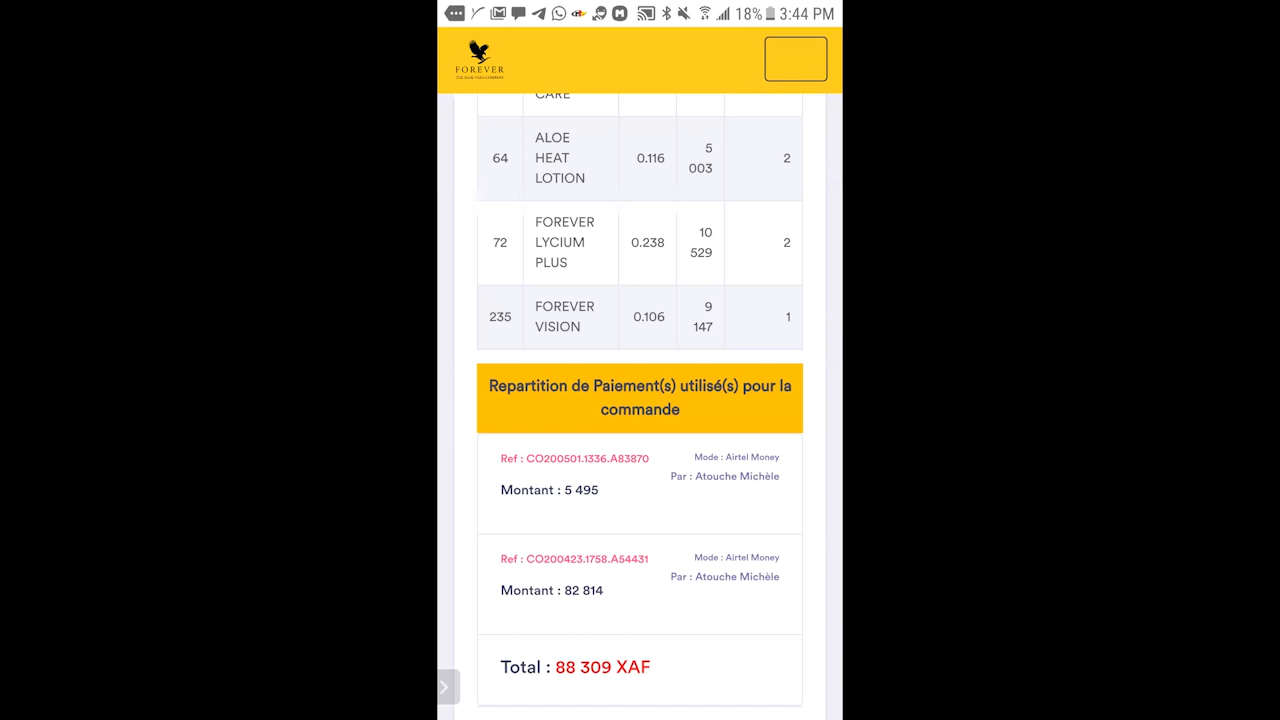 18% 3:44 PM
FOREVER
CARE
64 ALOE HEAT LOTION 0.116 5 003 2
72 FOREVER LYCIUM PLUS 0.238 10 529 2
235 FOREVER VISION 0.106 9 147 1
Repartition de Paiement(s) utilisé(s) pour la
commande
Ref : CO200501.1336.A83870
Mode : Airtel Money
Par : Atouche Michèle
Montant : 5 495
Ref : CO200423.1758.A54431
Mode : Airtel Money
Par : Atouche Michèle
Montant : 82 814
Total : 88 309 XAF